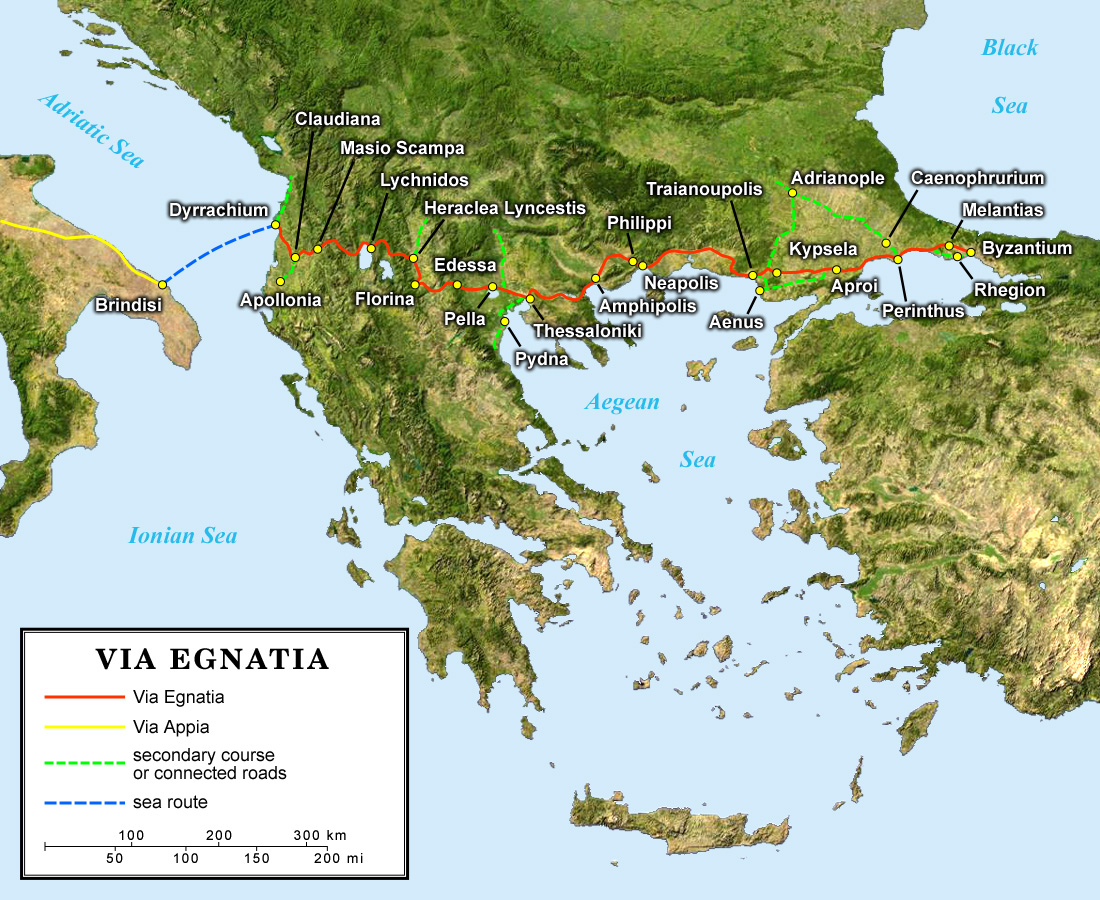 Black
Sea
Adriatic Sea
Claudiana
Masio Scampa
Lychnidos
Heraclea Lyncestis
Dyrrachium
Traianoupolis
Adrianople
Caenophrurium
Melantias
Philippi
Kypsela
Byzantium
Edessa
Neapolis
Aproi
Rhegion
Brindisi
Apollonia
Florina
Amphipolis
Perinthus
Pella
Thessaloniki
Aenus
Pydna
Aegean
Sea
Ionian Sea
VIA EGNATIA
Via Egnatia
Via Appia
secondary course
or connected roads
sea route
100 200 300 km
50 100 150 200 mi